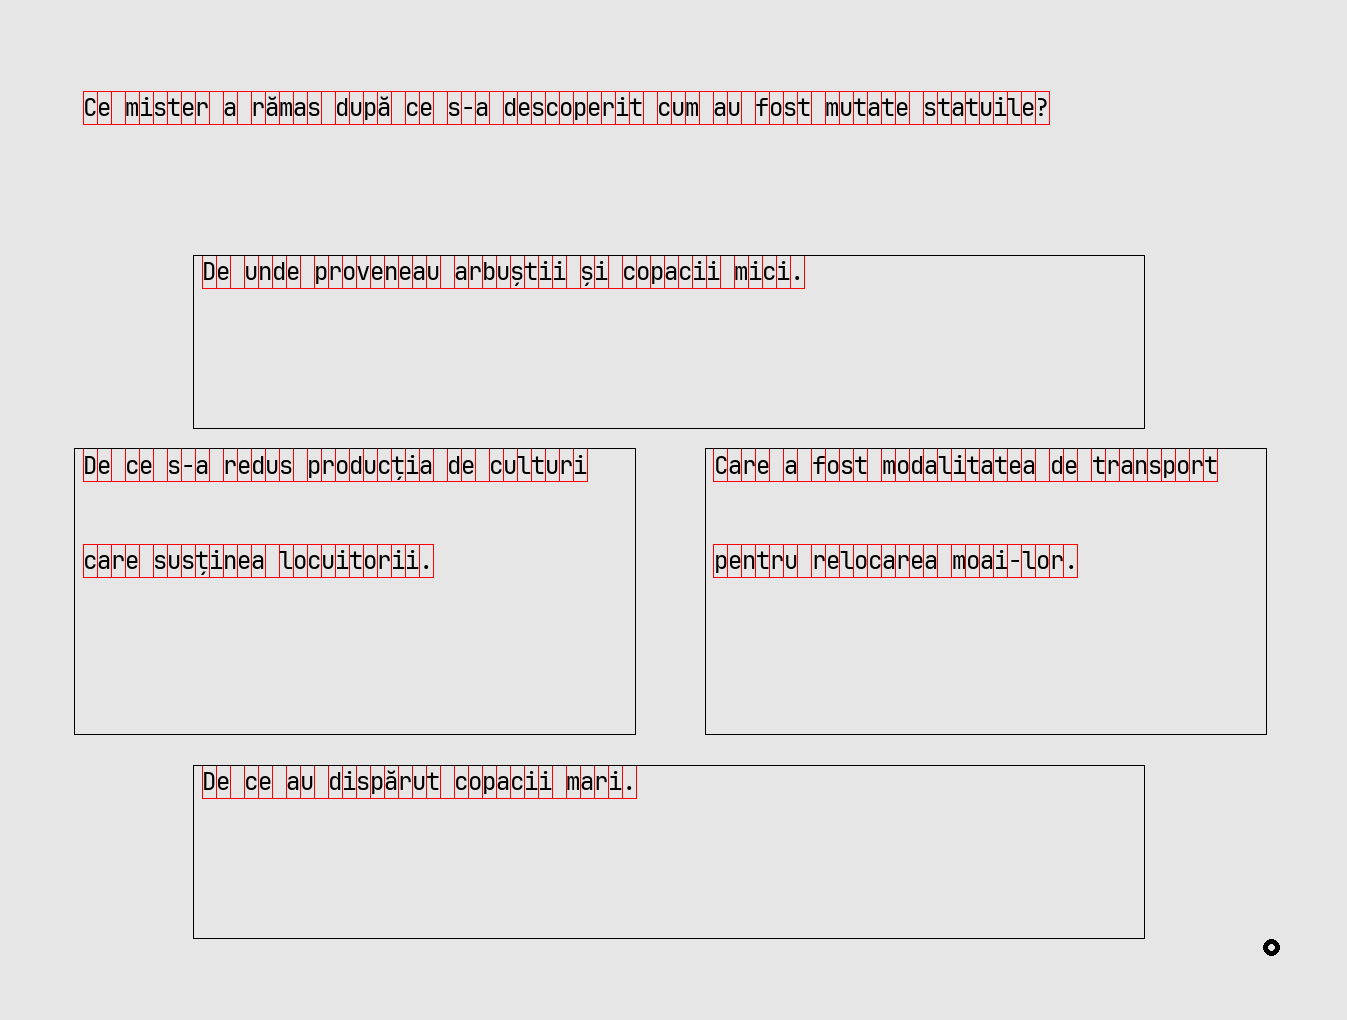 Ce mister a rămas după ce s-a descoperit cum au fost mutate statuile?
De unde proveneau arbuștii și copacii mici.
De ce s-a redus producția de culturi
care susținea locuitorii.
Care a fost modalitatea de transport
pentru relocarea moai-lor.
De ce au dispărut copacii mari.